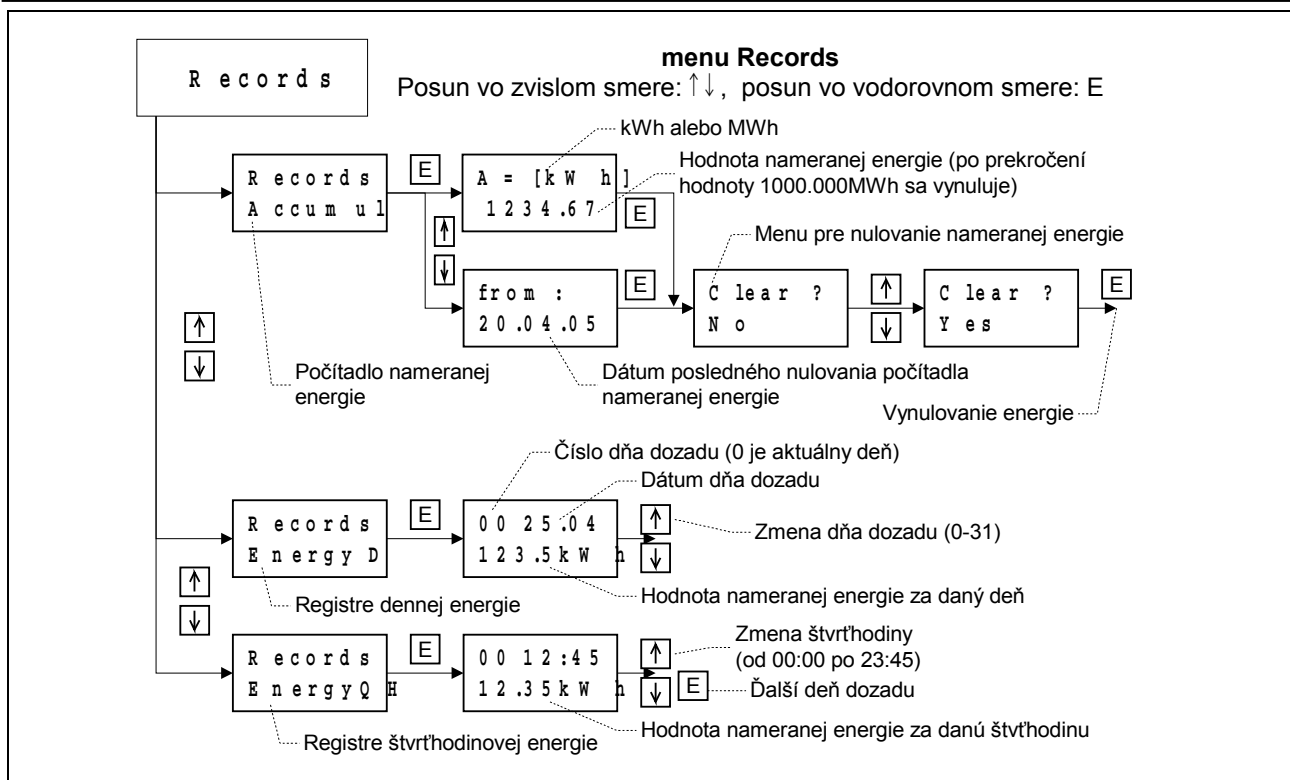 Records
menu Records
Posun vo zvislom smere: ↑↓, posun vo vodorovnom smere: E
kWh alebo MWh
Hodnota nameranej energie (po prekročení
hodnoty 1000.000MWh sa vynuluje)
Records
Accumul
E
A = [kWh]
1234.67
E
Menu pre nulovanie nameranej energie
↑
↓
from :
20.04.05
E
Clear ?
No
↑
↓
Clear ?
Yes
E
↑
↓
Počítadlo nameranej
energie
Dátum posledného nulovania počítadla
nameranej energie
Vynulovanie energie
Číslo dňa dozadu (0 je aktuálny deň)
Dátum dňa dozadu
Records
Energy D
E
00 25.04
123.5kWh
↑
↓
Zmena dňa dozadu (0-31)
↑
↓
Registre dennej energie
Hodnota nameranej energie za daný deň
Records
EnergyQH
E
00 12:45
12.35kWh
↑
↓
Zmena štvrťhodiny
(od 00:00 po 23:45)
E
Ďalší deň dozadu
Registre štvrťhodinovej energie
Hodnota nameranej energie za danú štvťhodinu